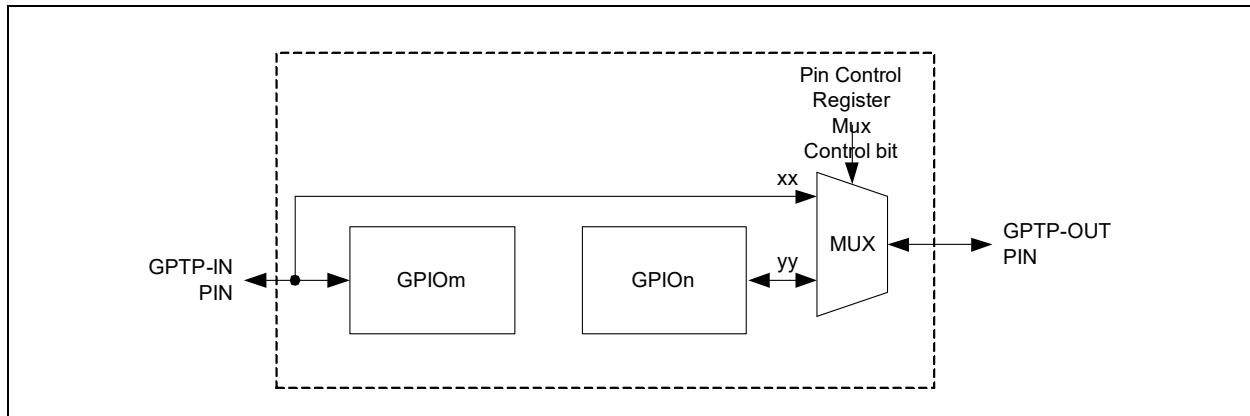 Pin Control
Register
Mux
Control bit
xx
GPTP-IN
PIN
GPIOm
GPIOn
yy
MUX
GPTP-OUT
PIN